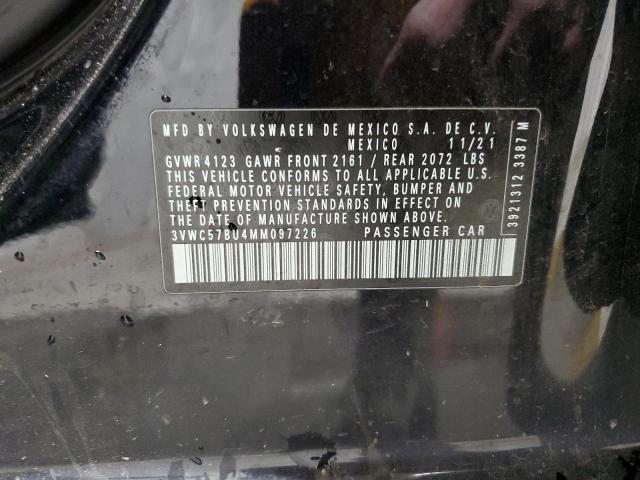 MFD BY VOLKSWAGEN DE MEXICO S.A. DE C.V.
MEXICO 11/21
GVWR 4123 GAWR FRONT 2161 / REAR 2072 LBS
THIS VEHICLE CONFORMS TO ALL APPLICABLE U.S.
FEDERAL MOTOR VEHICLE SAFETY, BUMPER AND
THEFT PREVENTION STANDARDS IN EFFECT ON
THE DATE OF MANUFACTURE SHOWN ABOVE.
3VWC57BU4MM097226 PASSENGER CAR
3921312 3387 M